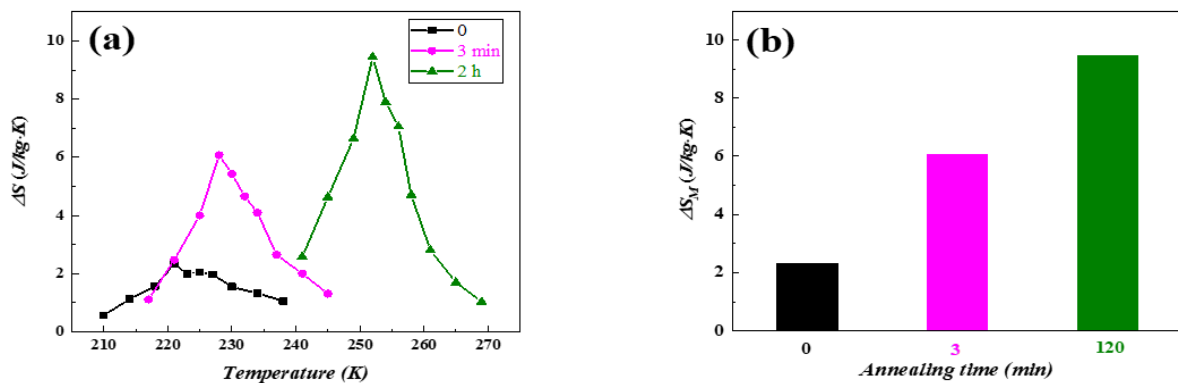 (a)
0
3 min
2 h
ΔS (J/kg·K)
10
8
6
4
2
0
210 220 230 240 250 260 270
Temperature (K)
(b)
ΔS_M (J/kg·K)
10
8
6
4
2
0
0 3 120
Annealing time (min)